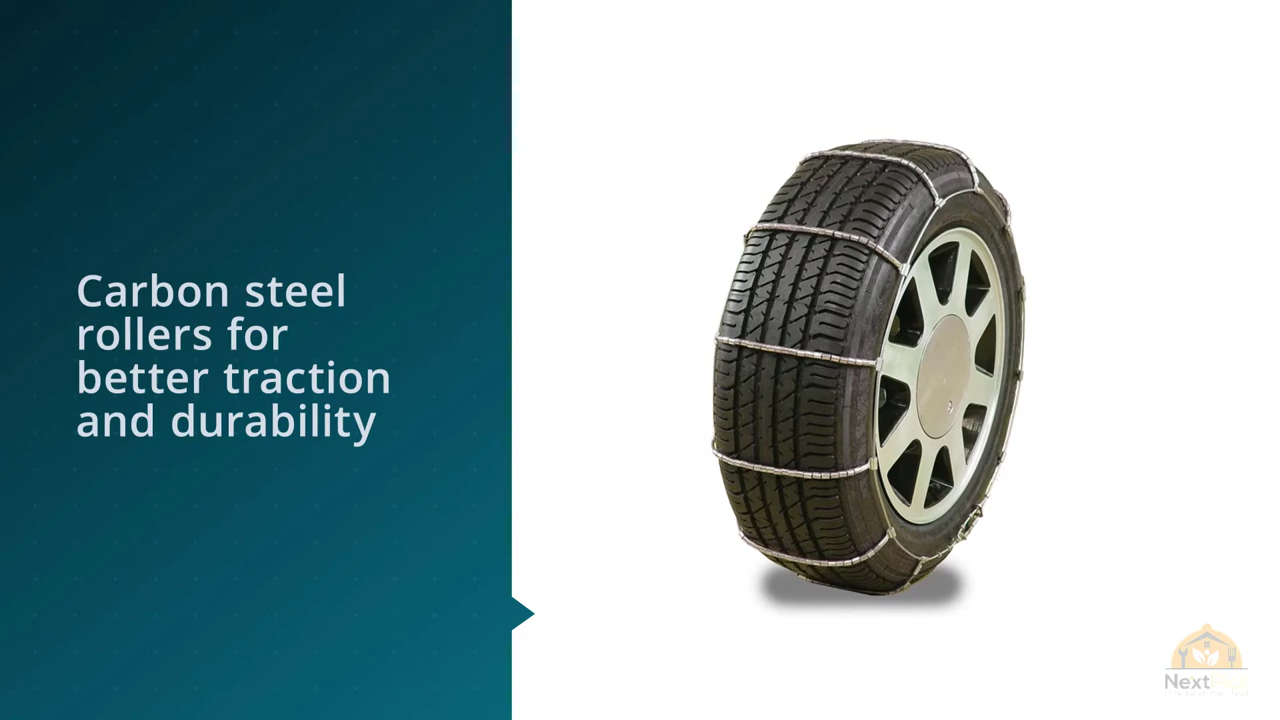 Carbon steel
rollers for
better traction
and durability
Next